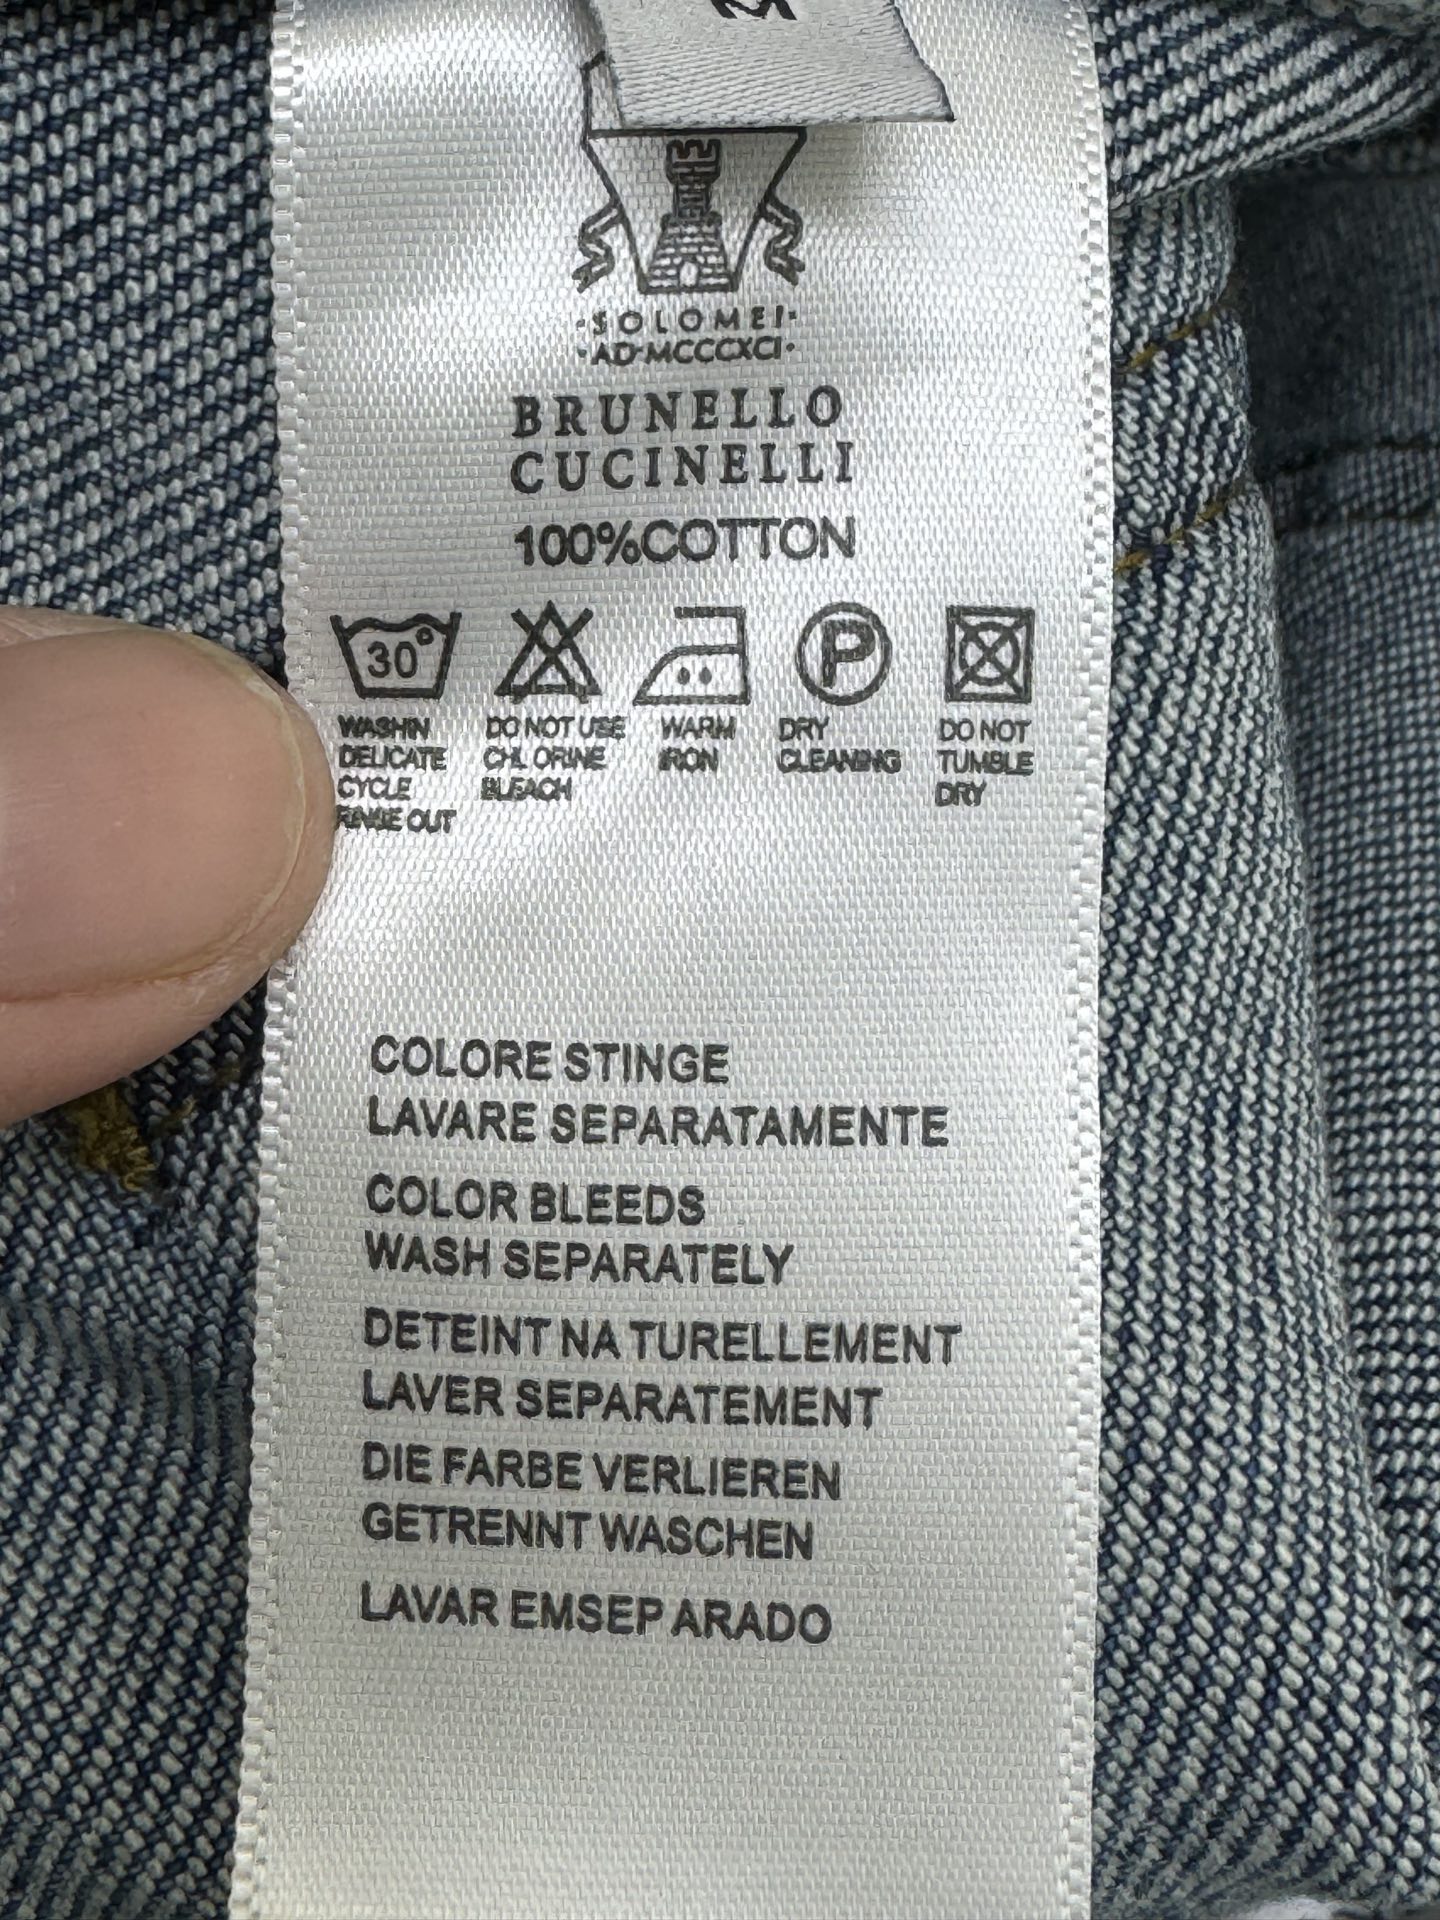 ·SOLOMEI·
·AD·MCCCXCI·
BRUNELLO
CUCINELLI
100%COTTON
30°
P
WASHIN
DELICATE
CYCLE
RINSE OUT
DO NOT USE
CHL ORINE
BLEACH
WARM
IRON
DRY
CLEANING
DO NOT
TUMBLE
DRY
COLORE STINGE
LAVARE SEPARATAMENTE
COLOR BLEEDS
WASH SEPARATELY
DETEINT NA TURELLEMENT
LAVER SEPARATEMENT
DIE FARBE VERLIEREN
GETRENNT WASCHEN
LAVAR EMSEP ARADO